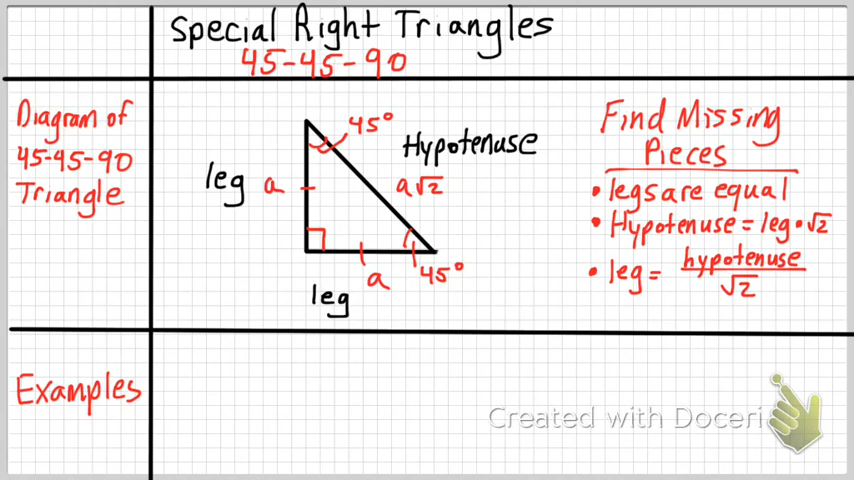 Special Right Triangles
45-45-90
Diagram of
45-45-90
Triangle
45°
Hypotenuse
leg a
a√2
a
45°
leg
Find Missing
Pieces
• legs are equal
• Hypotenuse = leg • √2
• leg = hypotenuse
√2
Examples
Created with Doceri